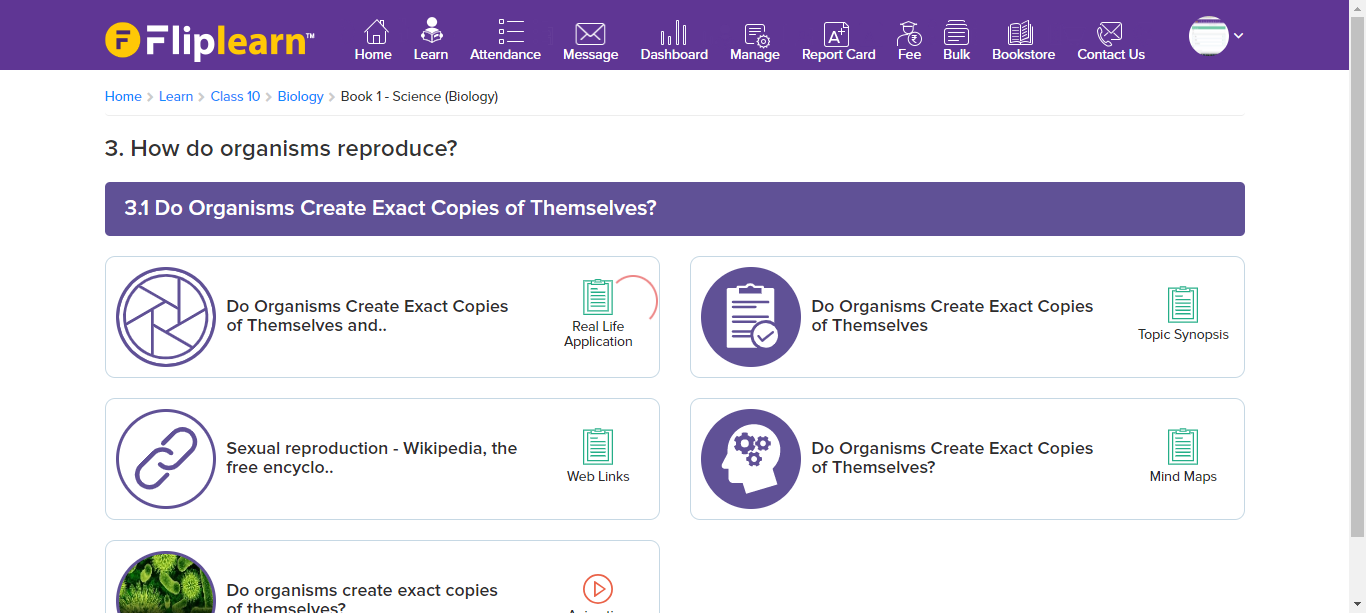 Fliplearn™
Home Learn Attendance Message Dashboard Manage Report Card Fee Bulk Bookstore Contact Us
Home > Learn > Class 10 > Biology > Book 1 - Science (Biology)
3. How do organisms reproduce?
3.1 Do Organisms Create Exact Copies of Themselves?
Do Organisms Create Exact Copies
of Themselves and..
Real Life
Application
Do Organisms Create Exact Copies
of Themselves
Topic Synopsis
Sexual reproduction - Wikipedia, the
free encyclo..
Web Links
Do Organisms Create Exact Copies
of Themselves?
Mind Maps
Do organisms create exact copies
of themselves?